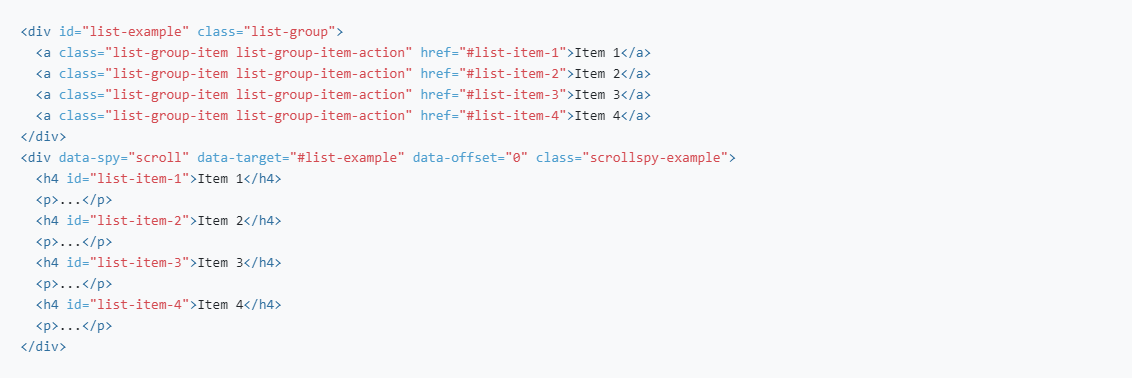 <div id="list-example" class="list-group">
  <a class="list-group-item list-group-item-action" href="#list-item-1">Item 1</a>
  <a class="list-group-item list-group-item-action" href="#list-item-2">Item 2</a>
  <a class="list-group-item list-group-item-action" href="#list-item-3">Item 3</a>
  <a class="list-group-item list-group-item-action" href="#list-item-4">Item 4</a>
</div>
<div data-spy="scroll" data-target="#list-example" data-offset="0" class="scrollspy-example">
  <h4 id="list-item-1">Item 1</h4>
  <p>...</p>
  <h4 id="list-item-2">Item 2</h4>
  <p>...</p>
  <h4 id="list-item-3">Item 3</h4>
  <p>...</p>
  <h4 id="list-item-4">Item 4</h4>
  <p>...</p>
</div>